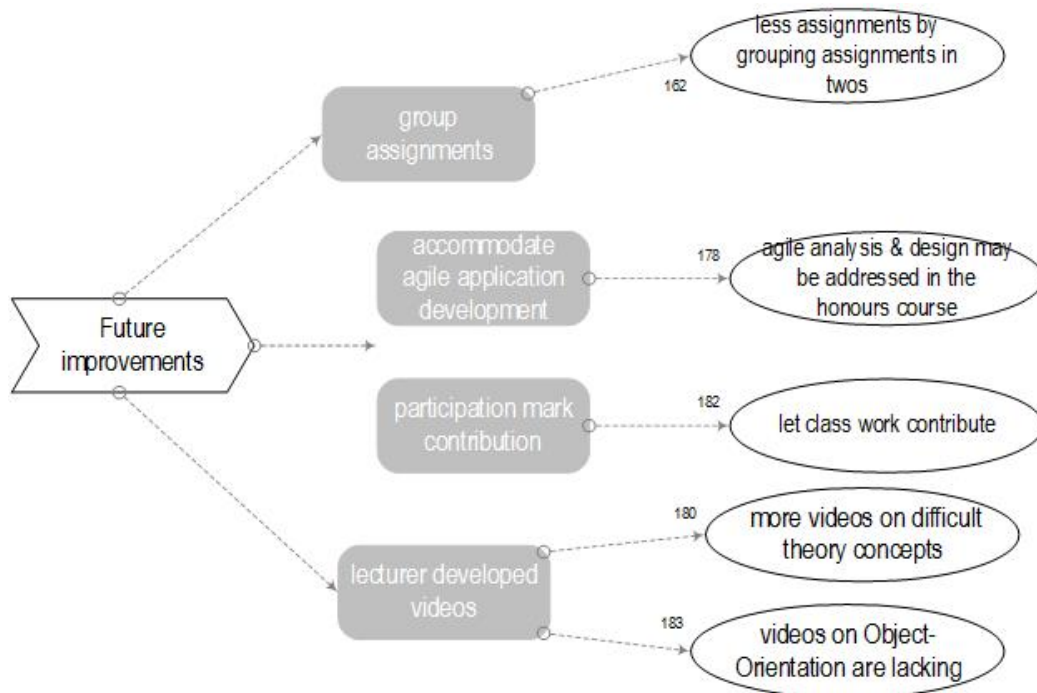 less assignments by
grouping assignments in
twos
162
group
assignments
accommodate
agile application
development
178
agile analysis & design may
be addressed in the
honours course
Future
improvements
participation mark
contribution
182
let class work contribute
180
more videos on difficult
theory concepts
lecturer developed
videos
183
videos on Object-
Orientation are lacking